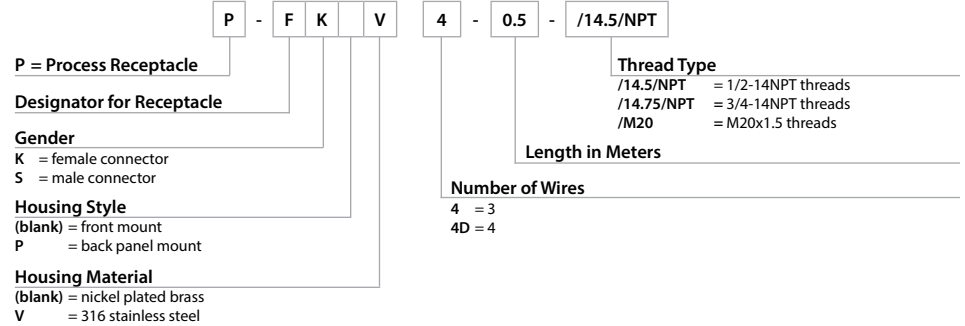 P - F K V 4 - 0.5 - /14.5/NPT
P = Process Receptacle
Designator for Receptacle
Gender
K = female connector
S = male connector
Housing Style
(blank) = front mount
P = back panel mount
Housing Material
(blank) = nickel plated brass
V = 316 stainless steel
Thread Type
/14.5/NPT = 1/2-14NPT threads
/14.75/NPT = 3/4-14NPT threads
/M20 = M20x1.5 threads
Length in Meters
Number of Wires
4 = 3
4D = 4